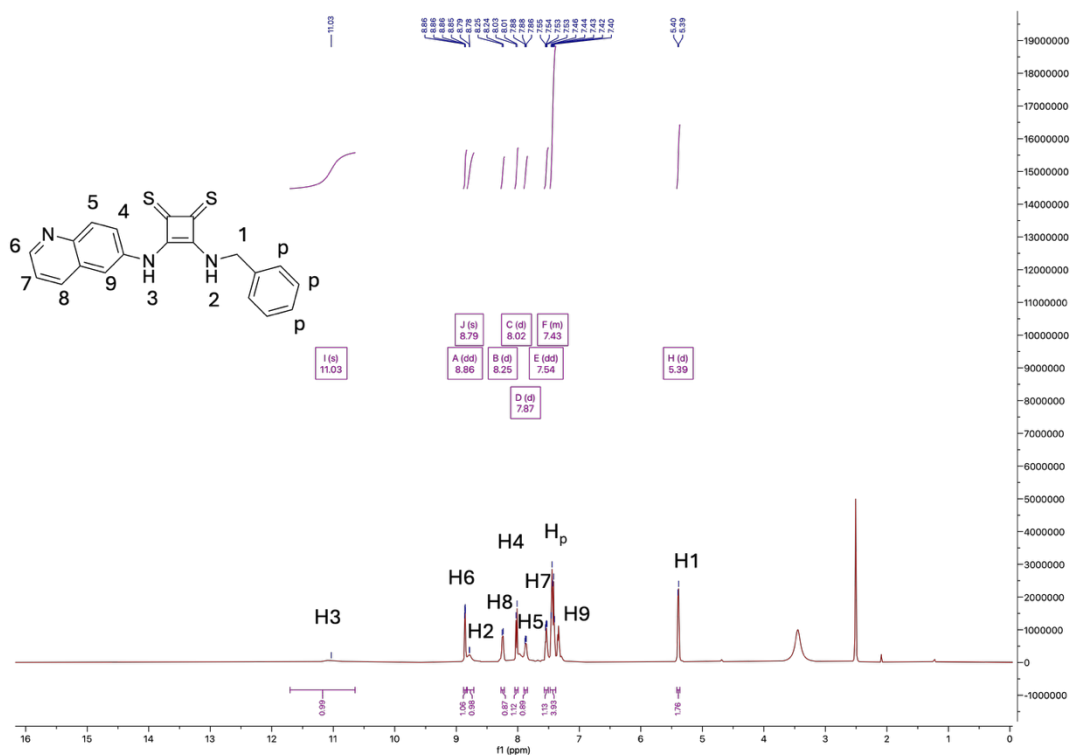 11.03
8.86
8.86
8.86
8.85
8.79
8.78
8.25
8.24
8.03
8.01
7.88
7.88
7.86
7.55
7.54
7.53
7.53
7.46
7.44
7.43
7.42
7.40
5.40
5.39
19000000
18000000
17000000
16000000
15000000
14000000
13000000
12000000
11000000
10000000
9000000
8000000
7000000
6000000
5000000
4000000
3000000
2000000
1000000
0
-1000000
S S
5 4 1
6 N N N p
7 8 9 H H p
3 2 p
J (s)
8.79
C (d)
8.02
F (m)
7.43
I (s)
11.03
A (dd)
8.86
B (d)
8.25
E (dd)
7.54
H (d)
5.39
D (d)
7.87
H3
H6
H2
H8
H4
H5
H7
Hp
H9
H1
0.99
1.06
0.98
0.87
1.12
0.89
1.13
3.93
1.76
16 15 14 13 12 11 10 9 8 7 6 5 4 3 2 1 0
f1 (ppm)